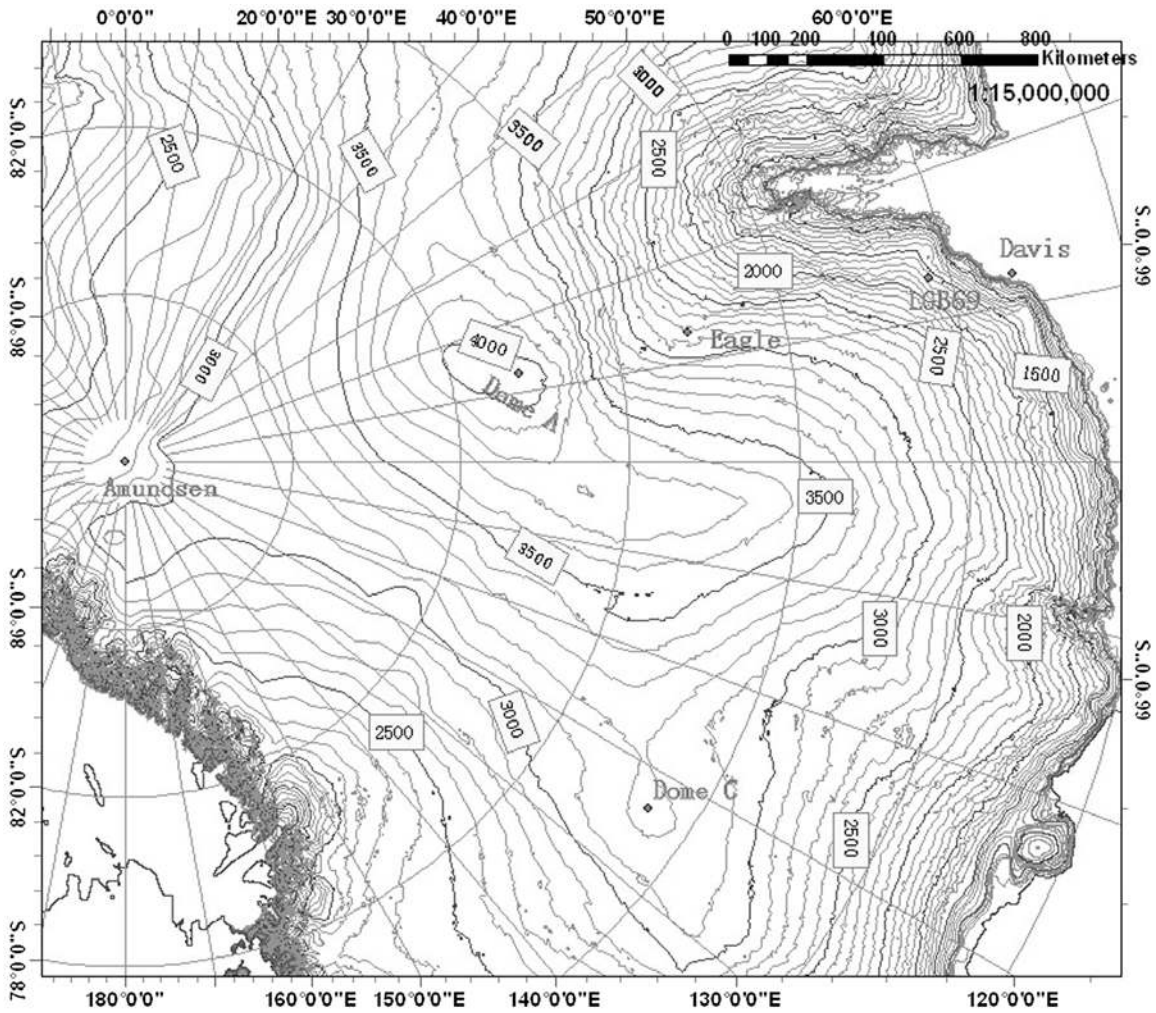 0°0'0" 20°0'0"E 30°0'0"E 40°0'0"E 50°0'0"E 60°0'0"E
0 100 200 400 600 800
Kilometers
1:15,000,000
3000
3500
2500
2500
3500
82°0'0"S
66°0'0"S
Davis
2000
LGB69
86°0'0"S
Eagle
4000
2500
1500
3000
Dome A
Amundsen
3500
3500
86°0'0"S
3000
2000
66°0'0"S
3000
2500
82°0'0"S
Dome C
2500
78°0'0"S
180°0'0" 160°0'0"E 150°0'0"E 140°0'0"E 130°0'0"E 120°0'0"E